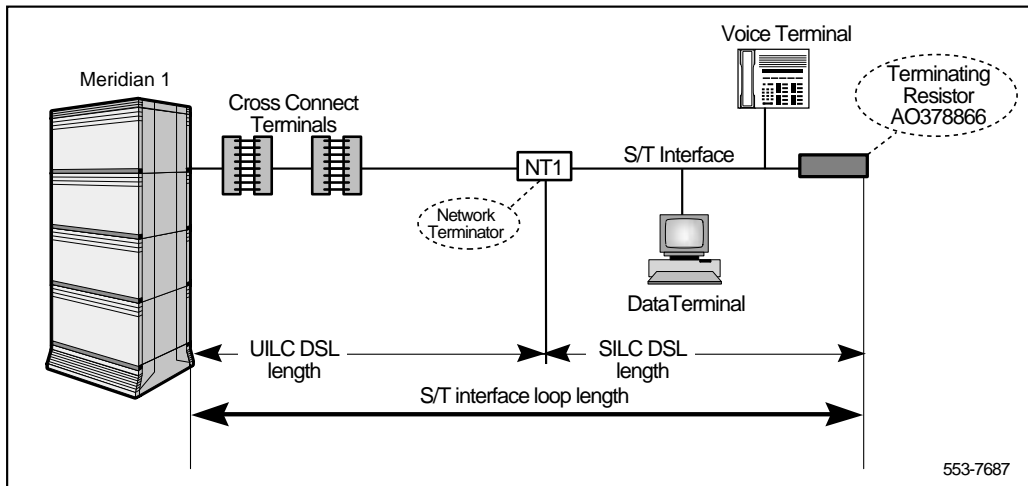 Voice Terminal
Meridian 1
Cross Connect
Terminals
Terminating
Resistor
AO378866
S/T Interface
NT1
Network
Terminator
DataTerminal
UILC DSL
length
SILC DSL
length
S/T interface loop length
553-7687